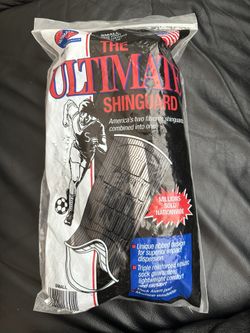 SMALL
THE
ULTIMATE
SHINGUARD
America's two favorite shinguards
combined into one!
MILLIONS
SOLD
NATIONWIDE
• Unique ribbed design
for superior impact
dispersion.
• Triple reinforced
sock guarantees
lightweight comfort
SMALL